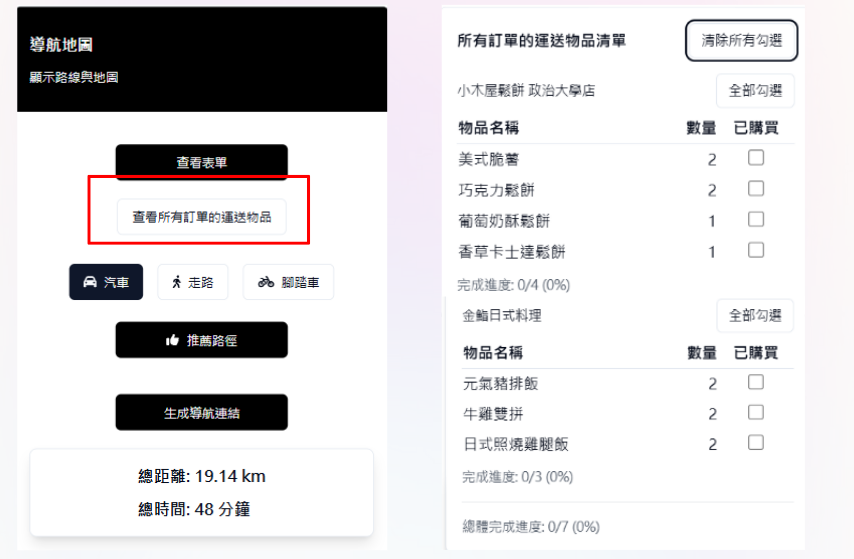 導航地圖
顯示路線與地圖
查看表單
查看所有訂單的運送物品
汽車 走路 腳踏車
推薦路徑
生成導航連結
總距離: 19.14 km
總時間: 48 分鐘
所有訂單的運送物品清單 清除所有勾選
小木屋鬆餅 政治大學店 全部勾選
物品名稱 數量 已購買
美式脆薯 2
巧克力鬆餅 2
葡萄奶酥鬆餅 1
香草卡士達鬆餅 1
完成進度: 0/4 (0%)
金鮨日式料理 全部勾選
物品名稱 數量 已購買
元氣豬排飯 2
牛雞雙拼 2
日式照燒雞腿飯 2
完成進度: 0/3 (0%)
總體完成進度: 0/7 (0%)